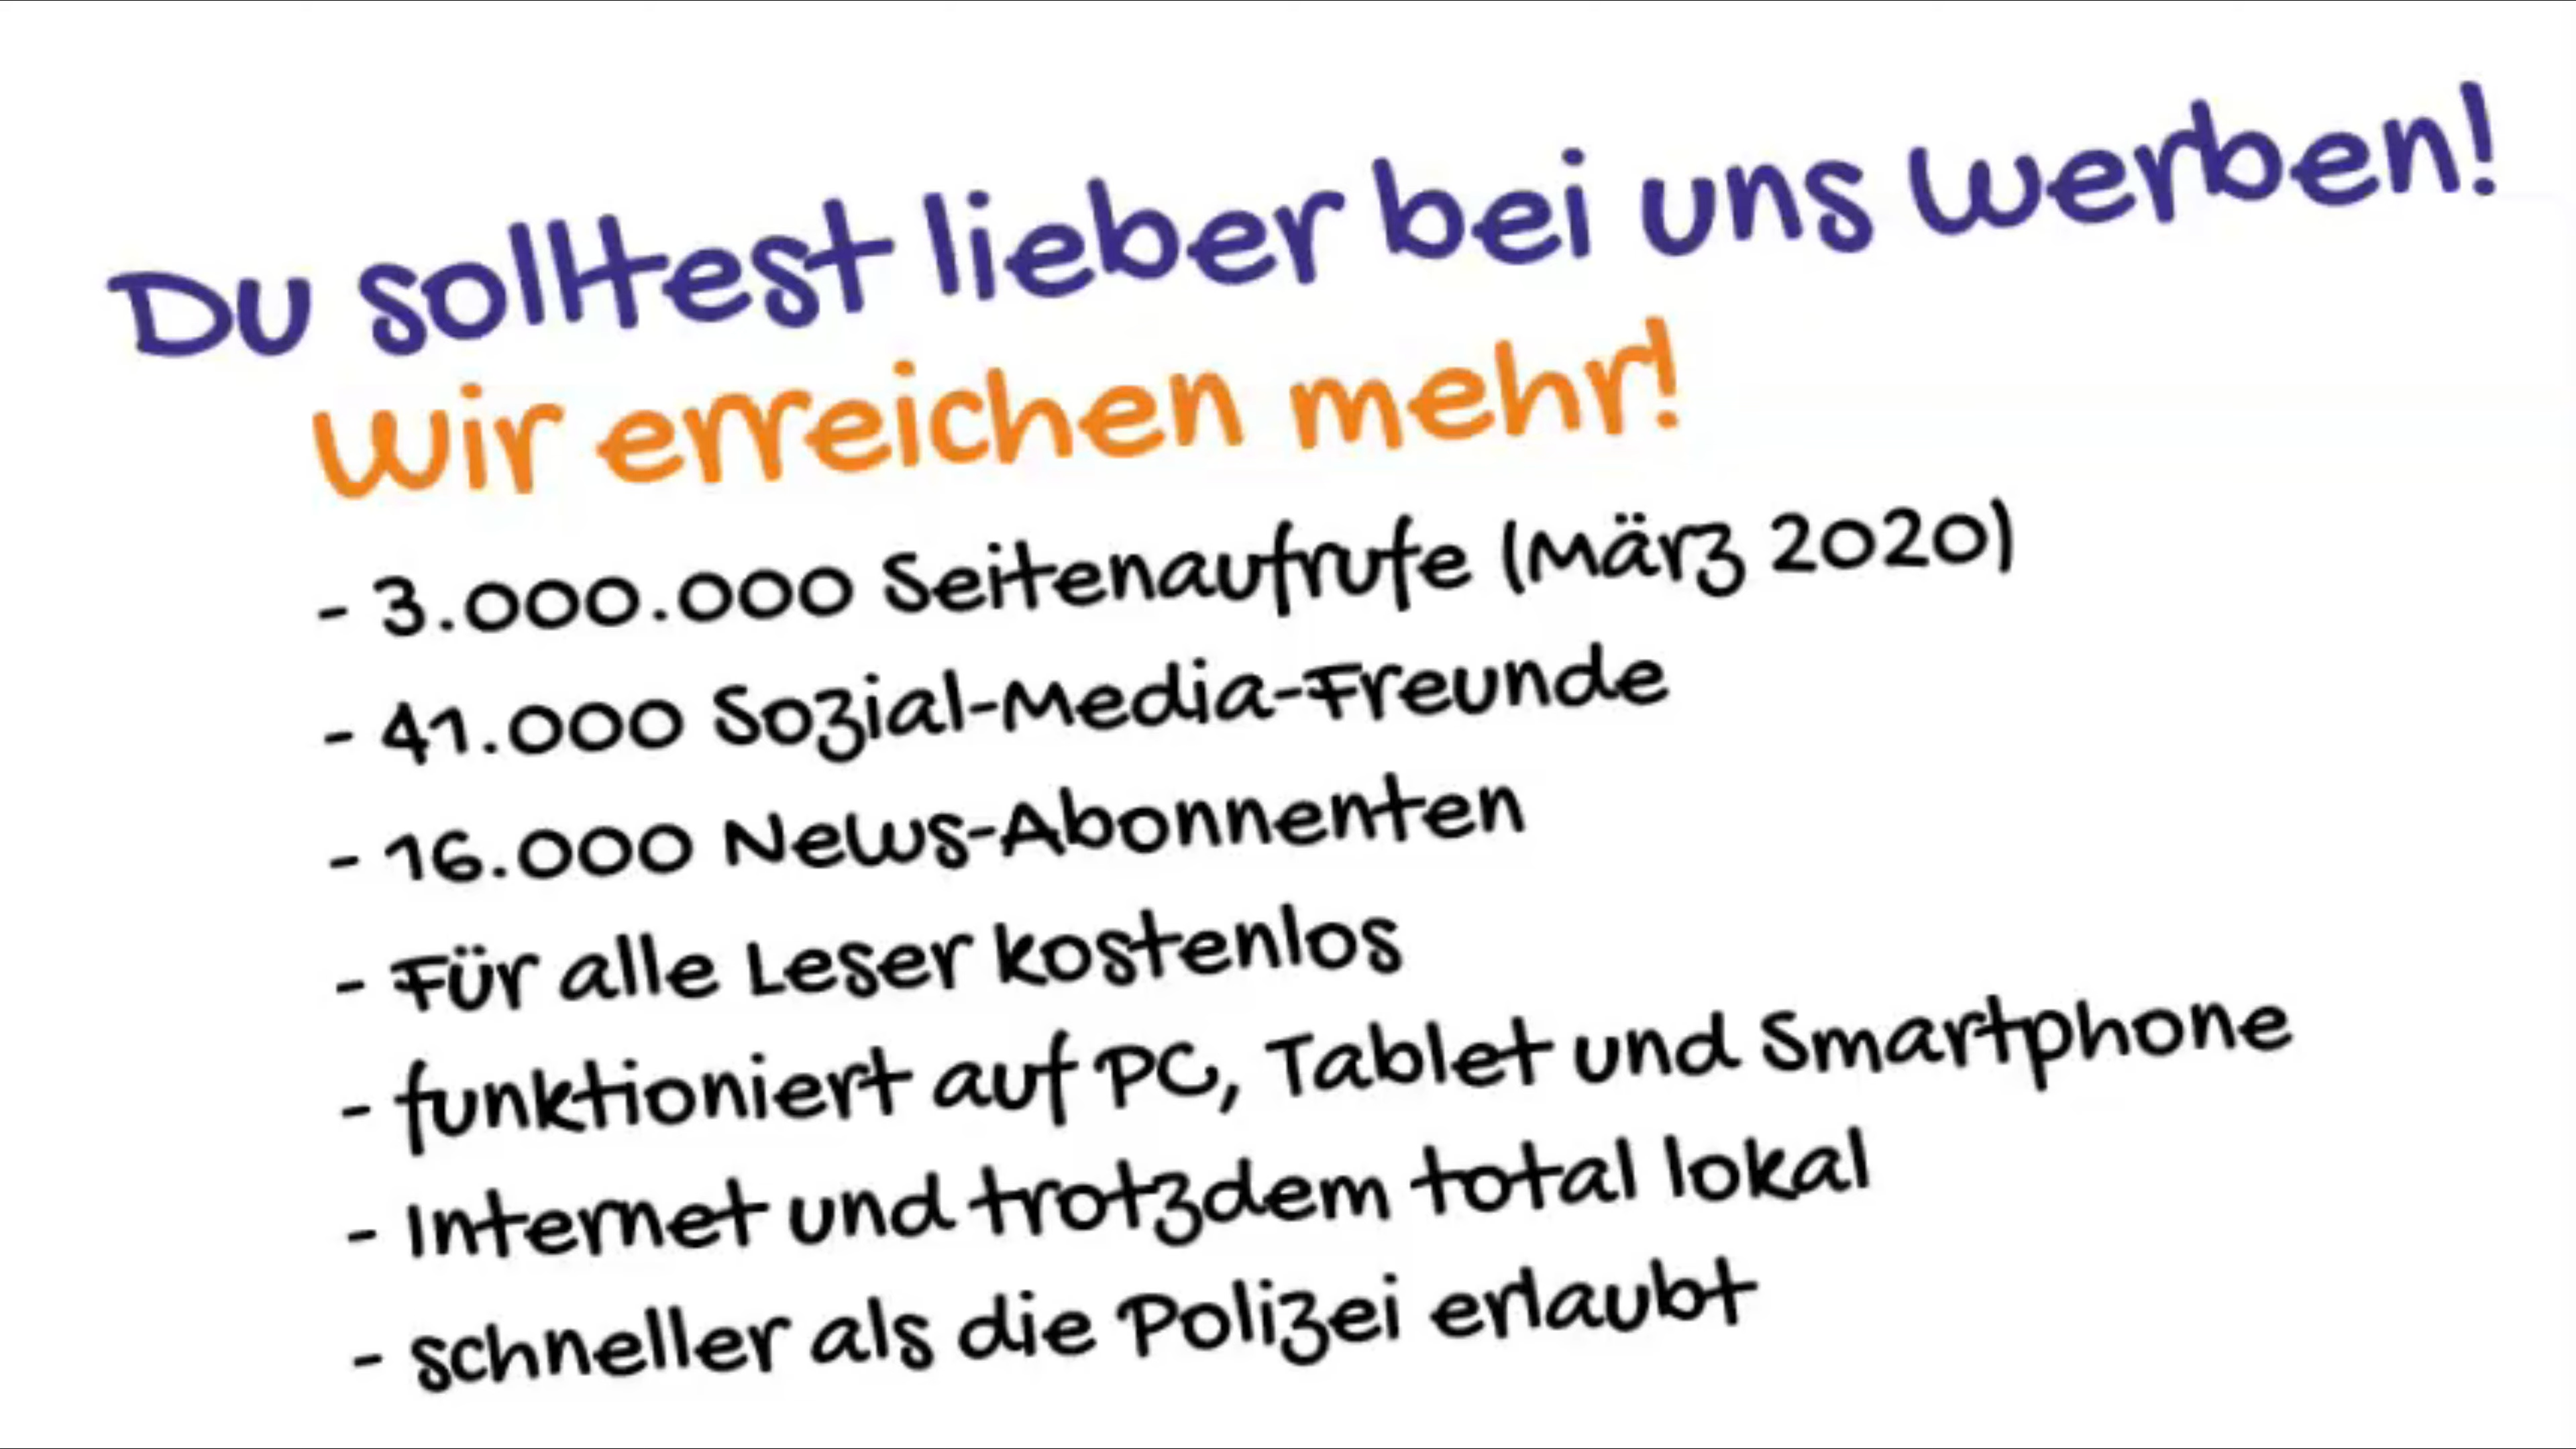 Du solltest lieber bei uns werben!
Wir erreichen mehr!
- 3.000.000 Seitenaufrufe (März 2020)
- 41.000 Sozial-Media-Freunde
- 16.000 News-Abonnenten
- Für alle Leser kostenlos
- funktioniert auf PC, Tablet und Smartphone
- Internet und trotzdem total lokal
- schneller als die Polizei erlaubt